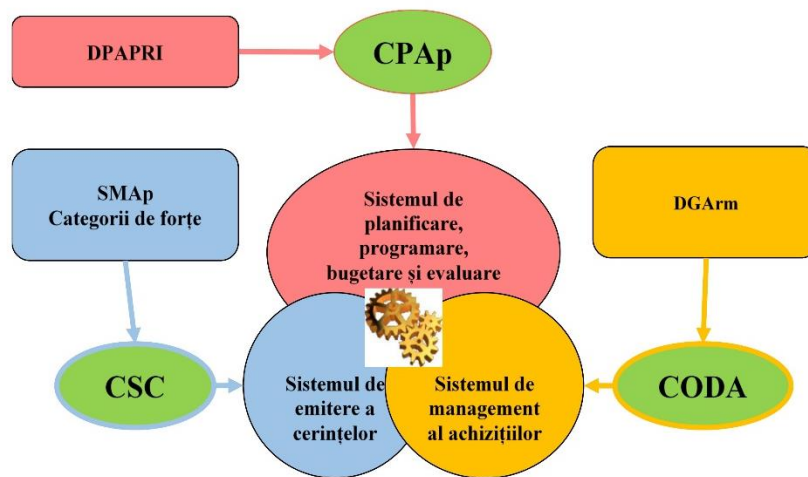 DPAPRI
CPAp
SMAp
Categorii de forțe
Sistemul de
planificare,
programare,
bugetare și evaluare
DGArm
CSC
Sistemul de
emitere a
cerințelor
Sistemul de
management
al achizițiilor
CODA